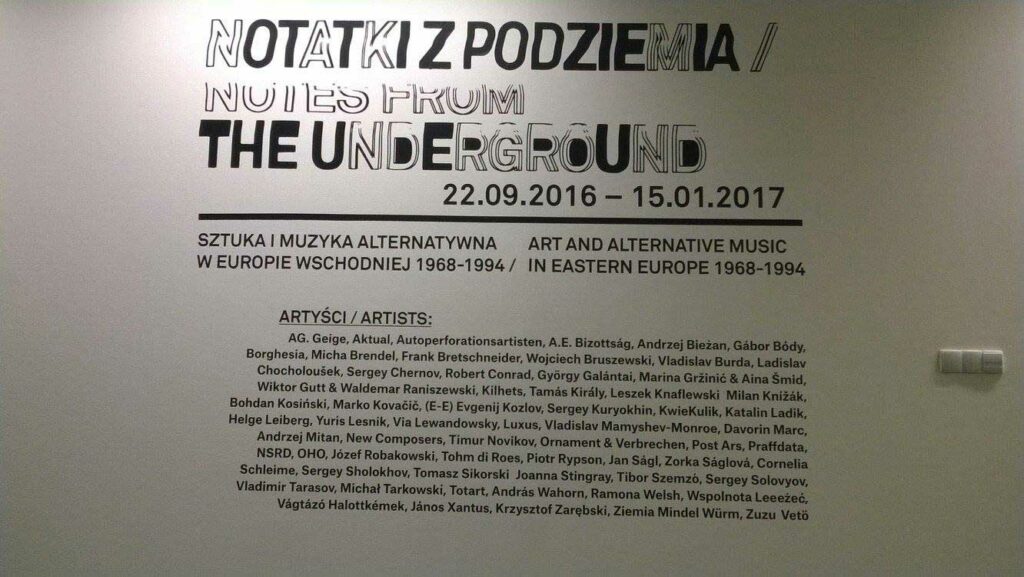 NOTATKI Z PODZIEMIA /
NOTES FROM
THE UNDERGROUND
22.09.2016 – 15.01.2017
SZTUKA I MUZYKA ALTERNATYWNA
W EUROPIE WSCHODNIEJ 1968-1994 /
ART AND ALTERNATIVE MUSIC
IN EASTERN EUROPE 1968-1994
ARTYŚCI / ARTISTS:
AG. Geige, Aktual, Autoperforationsartisten, A.E. Bizottság, Andrzej Bieżan, Gábor Bódy,
Borghesia, Micha Brendel, Frank Bretschneider, Wojciech Bruszewski, Vladislav Burda, Ladislav
Chocholoušek, Sergey Chernov, Robert Conrad, György Galántai, Marina Gržinić & Aina Šmid,
Wiktor Gutt & Waldemar Raniszewski, Kilhets, Tamás Király, Leszek Knaflewski Milan Knižák,
Bohdan Kosiński, Marko Kovačič, (E-E) Evgenij Kozlov, Sergey Kuryokhin, KwieKulik, Katalin Ladik,
Helge Leiberg, Yuris Lesnik, Via Lewandowsky, Luxus, Vladislav Mamyshev-Monroe, Davorin Marc,
Andrzej Mitan, New Composers, Timur Novikov, Ornament & Verbrechen, Post Ars, Praffdata,
NSRD, OHO, Józef Robakowski, Tohm di Roes, Piotr Rypson, Jan Ságl, Zorka Ságlová, Cornelia
Schleime, Sergey Sholokhov, Tomasz Sikorski Joanna Stingray, Tibor Szemzö, Sergey Solovyov,
Vladimir Tarasov, Michał Tarkowski, Totart, András Wahorn, Ramona Welsh, Wspolnota Leeeżeć,
Vágtázó Halottkémek, János Xantus, Krzysztof Zarębski, Ziemia Mindel Würm, Zuzu Vetö